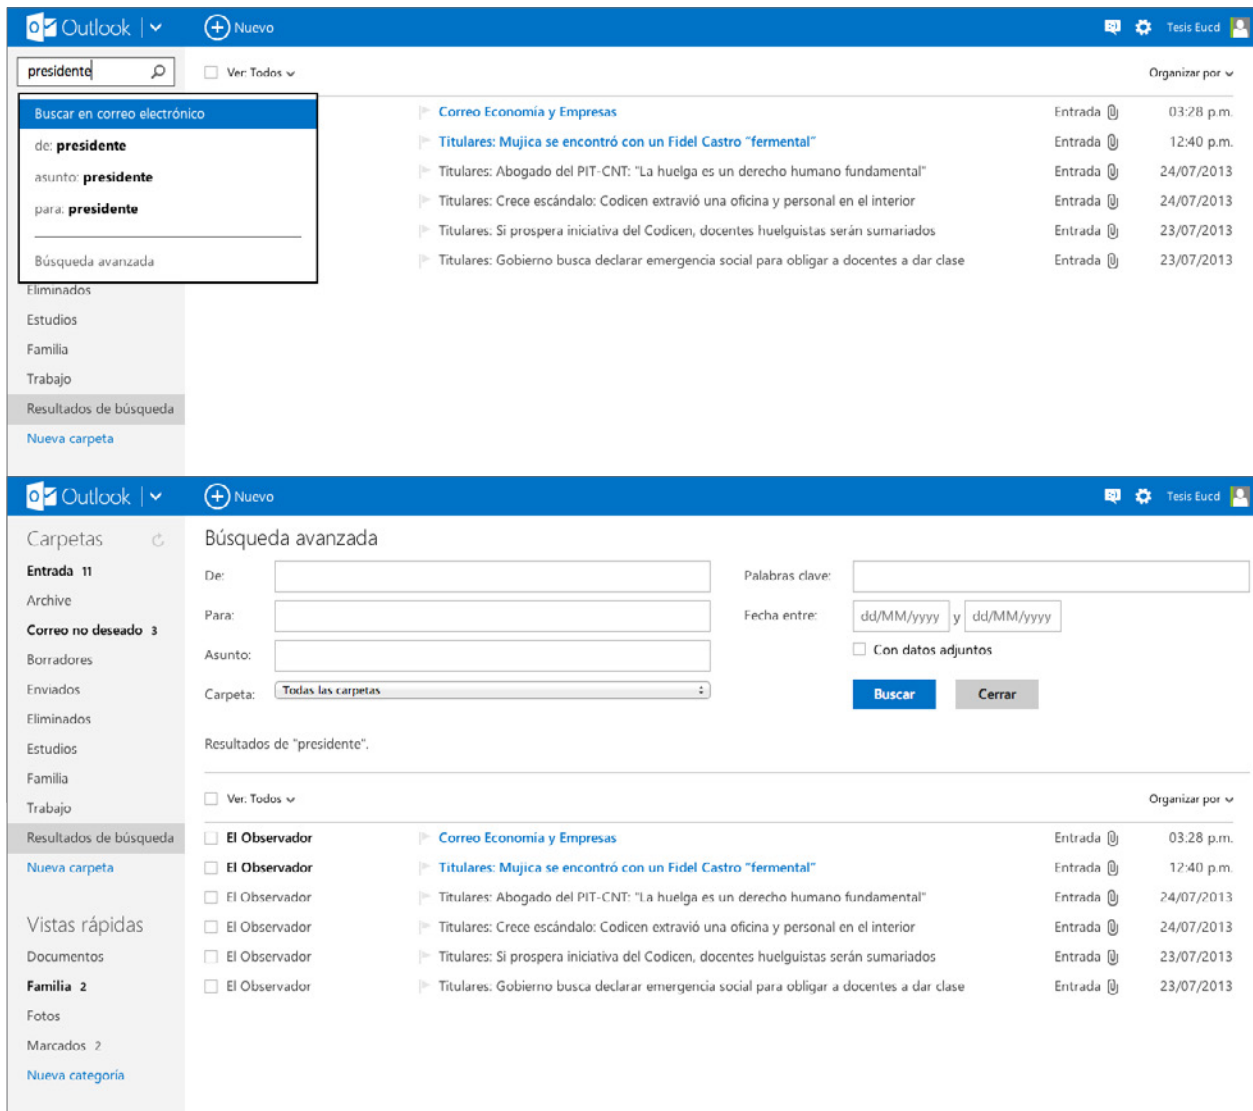 Outlook Nuevo Tesis Eucd
presidente Ver: Todos Organizar por
Buscar en correo electrónico Correo Economía y Empresas Entrada 03:28 p.m.
de: presidente Titulares: Mujica se encontró con un Fidel Castro "fermental" Entrada 12:40 p.m.
asunto: presidente Titulares: Abogado del PIT-CNT: "La huelga es un derecho humano fundamental" Entrada 24/07/2013
para: presidente Titulares: Crece escándalo: Codicen extravió una oficina y personal en el interior Entrada 24/07/2013
Titulares: Si prospera iniciativa del Codicen, docentes huelguistas serán sumariados Entrada 23/07/2013
Búsqueda avanzada Titulares: Gobierno busca declarar emergencia social para obligar a docentes a dar clase Entrada 23/07/2013
Eliminados
Estudios
Familia
Trabajo
Resultados de búsqueda
Nueva carpeta
Outlook Nuevo Tesis Eucd
Carpetas Búsqueda avanzada
Entrada 11 De: Palabras clave:
Archive
Para: Fecha entre: dd/MM/yyyy y dd/MM/yyyy
Correo no deseado 3
Asunto: Con datos adjuntos
Borradores
Enviados Carpeta: Todas las carpetas Buscar Cerrar
Eliminados
Estudios Resultados de "presidente".
Familia
Trabajo Ver: Todos Organizar por
Resultados de búsqueda El Observador Correo Economía y Empresas Entrada 03:28 p.m.
Nueva carpeta El Observador Titulares: Mujica se encontró con un Fidel Castro "fermental" Entrada 12:40 p.m.
El Observador Titulares: Abogado del PIT-CNT: "La huelga es un derecho humano fundamental" Entrada 24/07/2013
Vistas rápidas El Observador Titulares: Crece escándalo: Codicen extravió una oficina y personal en el interior Entrada 24/07/2013
Documentos El Observador Titulares: Si prospera iniciativa del Codicen, docentes huelguistas serán sumariados Entrada 23/07/2013
Familia 2 El Observador Titulares: Gobierno busca declarar emergencia social para obligar a docentes a dar clase Entrada 23/07/2013
Fotos
Marcados 2
Nueva categoría